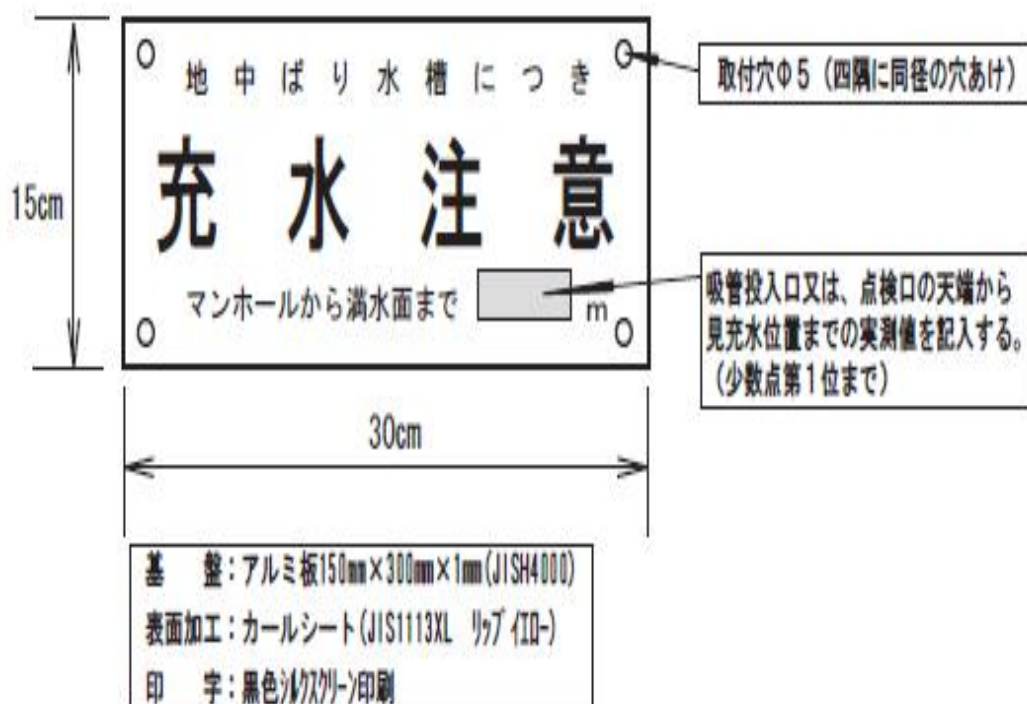 地中ばり水槽につき
充水注意
マンホールから満水面まで m
取付穴Φ5（四隅に同径の穴あけ）
吸管投入口又は、点検口の天端から
見充水位置までの実測値を記入する。
（少数点第１位まで）
15cm
30cm
基　盤：アルミ板150mm×300mm×1mm(JISH4000)
表面加工：カールシート(JIS1113XL ﾘｯﾌﾟｲｴﾛｰ)
印　字：黒色ｼﾙｸｽｸﾘｰﾝ印刷